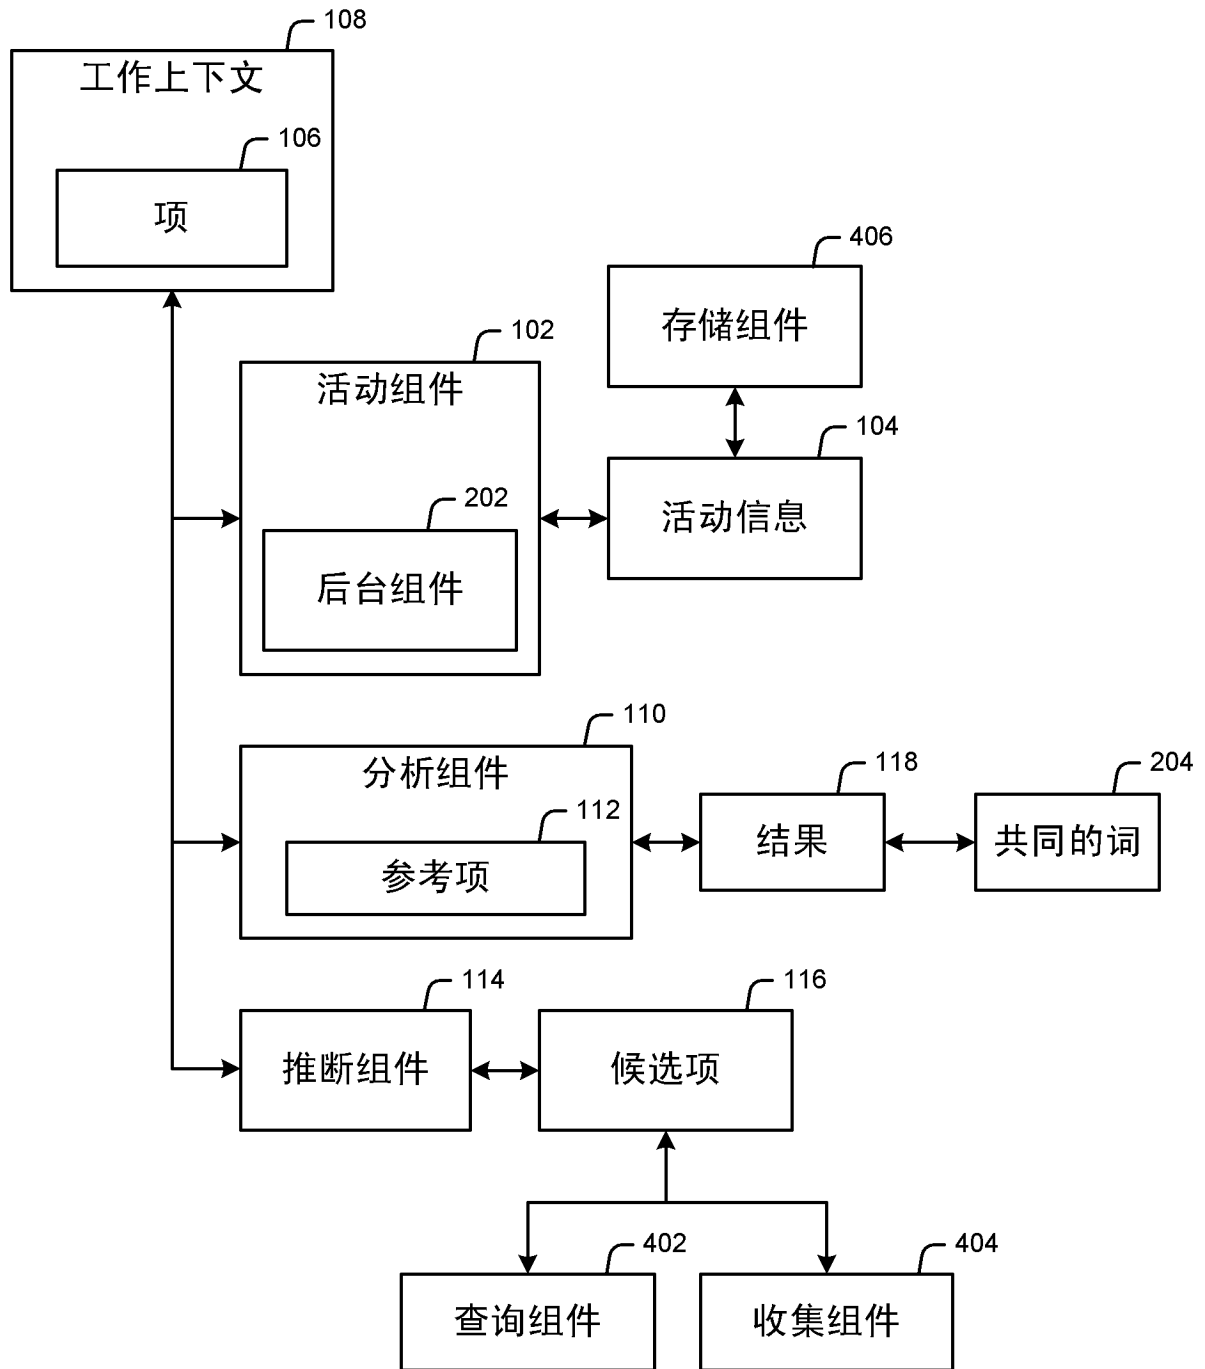 108
工作上下文
106
项
406
存储组件
102
活动组件
104
活动信息
202
后台组件
110
分析组件
118
204
112
结果
共同的词
参考项
114
116
推断组件
候选项
402
404
查询组件
收集组件